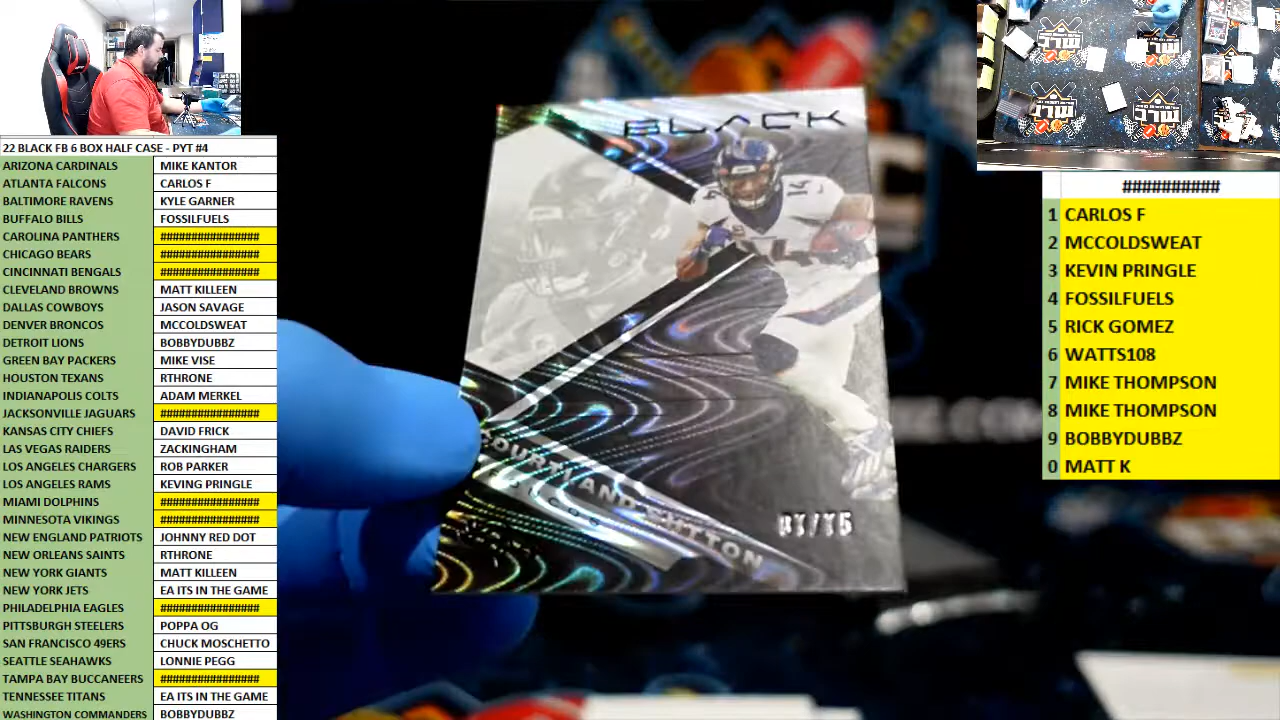 22 BLACK FB 6 BOX HALF CASE - PYT #4
ARIZONA CARDINALS MIKE KANTOR
ATLANTA FALCONS CARLOS F
BALTIMORE RAVENS KYLE GARNER
BUFFALO BILLS FOSSILFUELS
CAROLINA PANTHERS ################
CHICAGO BEARS ################
CINCINNATI BENGALS ################
CLEVELAND BROWNS MATT KILLEEN
DALLAS COWBOYS JASON SAVAGE
DENVER BRONCOS MCCOLDSWEAT
DETROIT LIONS BOBBYDUBBZ
GREEN BAY PACKERS MIKE VISE
HOUSTON TEXANS RTHRONE
INDIANAPOLIS COLTS ADAM MERKEL
JACKSONVILLE JAGUARS ################
KANSAS CITY CHIEFS DAVID FRICK
LAS VEGAS RAIDERS ZACKINGHAM
LOS ANGELES CHARGERS ROB PARKER
LOS ANGELES RAMS KEVING PRINGLE
MIAMI DOLPHINS ################
MINNESOTA VIKINGS ################
NEW ENGLAND PATRIOTS JOHNNY RED DOT
NEW ORLEANS SAINTS RTHRONE
NEW YORK GIANTS MATT KILLEEN
NEW YORK JETS EA ITS IN THE GAME
PHILADELPHIA EAGLES ################
PITTSBURGH STEELERS POPPA OG
SAN FRANCISCO 49ERS CHUCK MOSCHETTO
SEATTLE SEAHAWKS LONNIE PEGG
TAMPA BAY BUCCANEERS ################
TENNESSEE TITANS EA ITS IN THE GAME
WASHINGTON COMMANDERS BOBBYDUBBZ
BLACK
14
COURTLAND SUTTON
##########
1 CARLOS F
2 MCCOLDSWEAT
3 KEVIN PRINGLE
4 FOSSILFUELS
5 RICK GOMEZ
6 WATTS108
7 MIKE THOMPSON
8 MIKE THOMPSON
9 BOBBYDUBBZ
0 MATT K